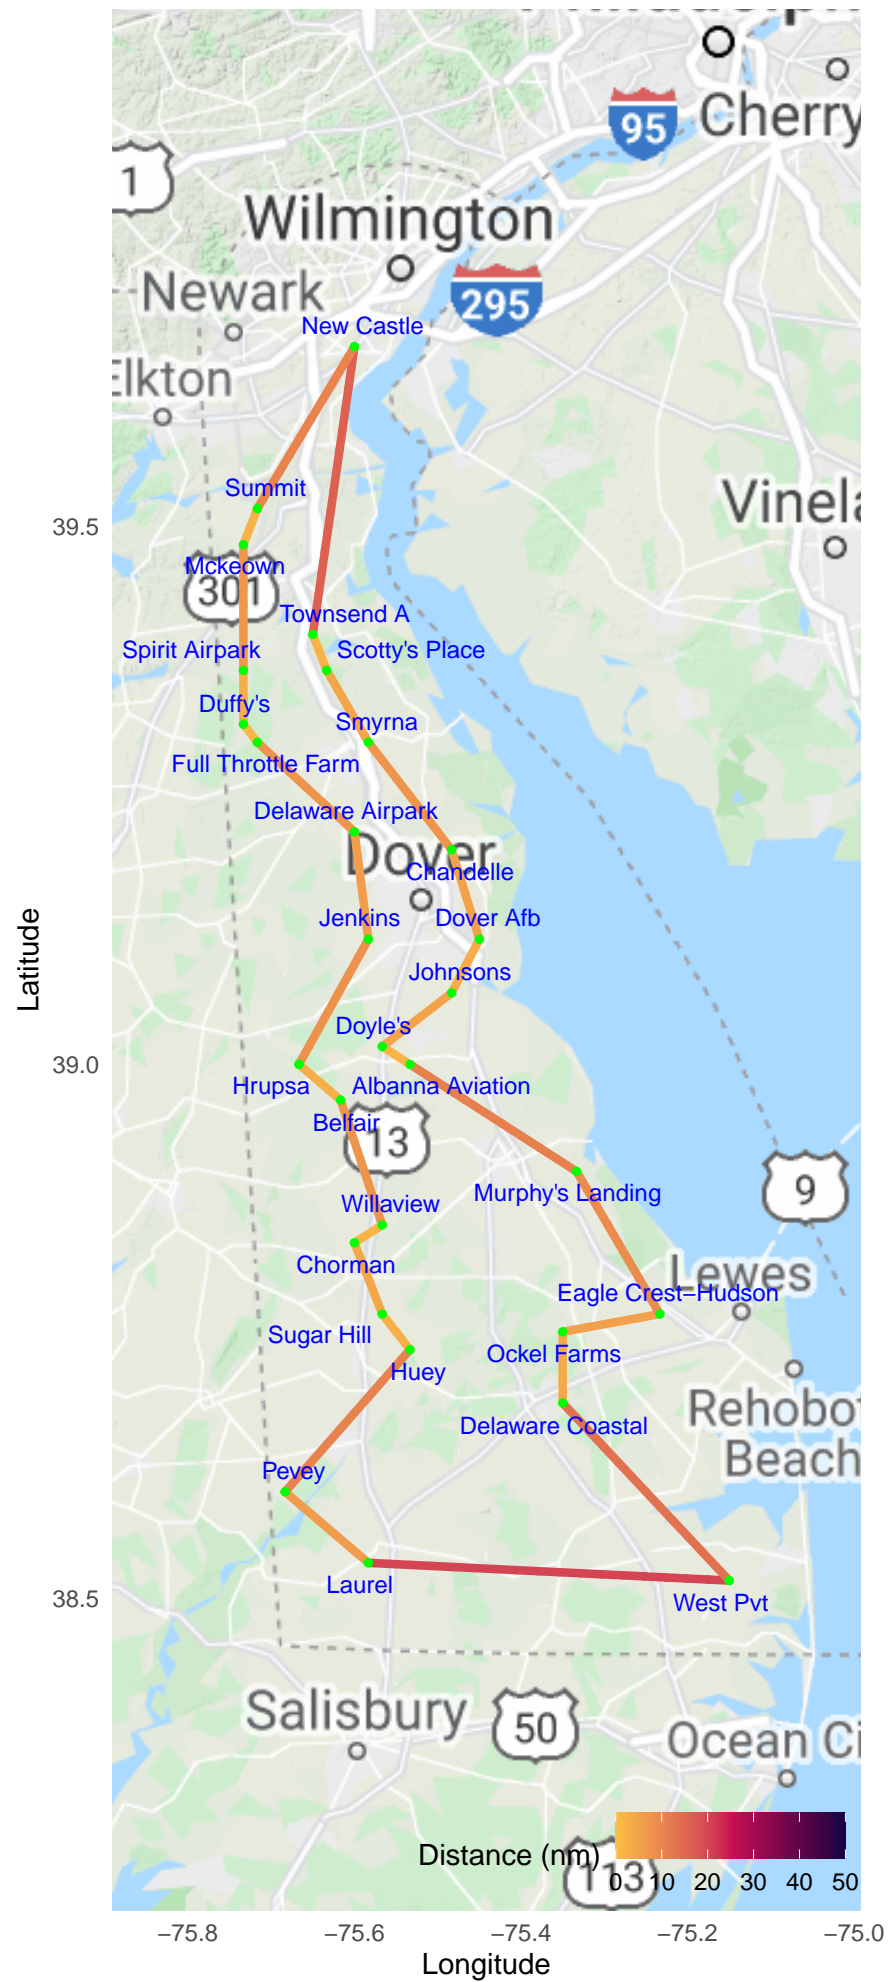 95
Cherry
1
Wilmington
295
Newark
New Castle
Elkton
Summit
Vinela
39.5
Mckeown
301
Townsend A
Spirit Airpark
Scotty's Place
Duffy's
Smyrna
Full Throttle Farm
Delaware Airpark
Dover
Chandelle
Jenkins
Dover Afb
Latitude
Johnsons
Doyle's
39.0
Hrupsa
Albanna Aviation
Belfair
13
Murphy's Landing
9
Willaview
Chorman
Lewes
Eagle Crest−Hudson
Sugar Hill
Ockel Farms
Huey
Rehobo
Beach
Delaware Coastal
Pevey
Laurel
38.5
West Pvt
Salisbury
50
Ocean Ci
Distance (nm)
113
0 10 20 30 40 50
−75.8 −75.6 −75.4 −75.2 −75.0
Longitude